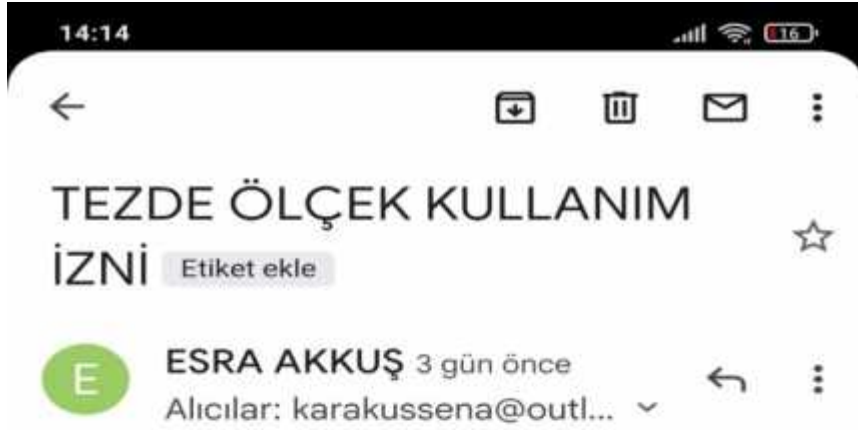 14:14
16
TEZDE ÖLÇEK KULLANIM
İZNİ Etiket ekle
E
ESRA AKKUŞ 3 gün önce
Alıcılar: karakussena@outl...